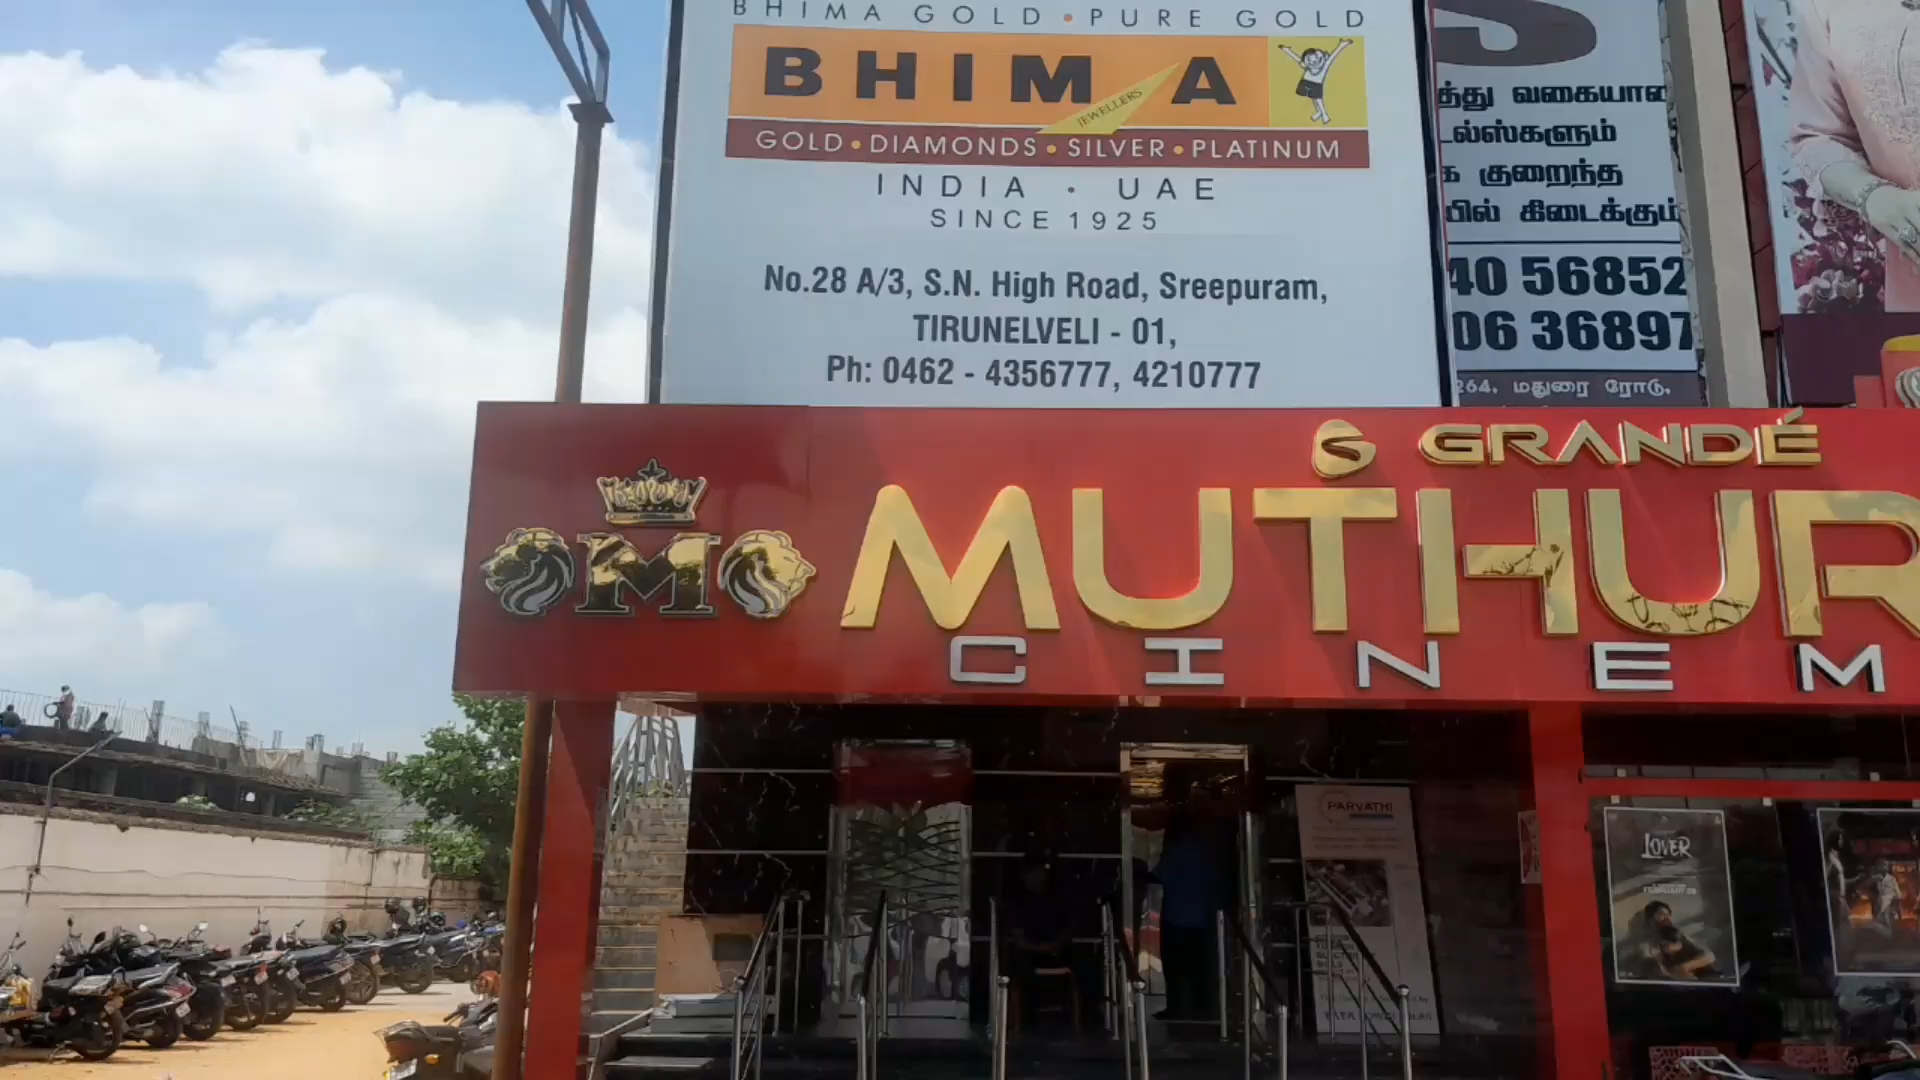 BHIMA GOLD • PURE GOLD
BHIMA
JEWELLERS
GOLD • DIAMONDS • SILVER • PLATINUM
INDIA • UAE
SINCE 1925
No.28 A/3, S.N. High Road, Sreepuram,
TIRUNELVELI - 01,
Ph: 0462 - 4356777, 4210777
S
த்து வகையான
டல்ஸ்களும்
க குறைந்த
யில் கிடைக்கும்
40 56852
06 36897
264, மதுரை ரோடு,
S GRANDÉ
M
MUTHUR
CINEM
PARVATHI
LOVER